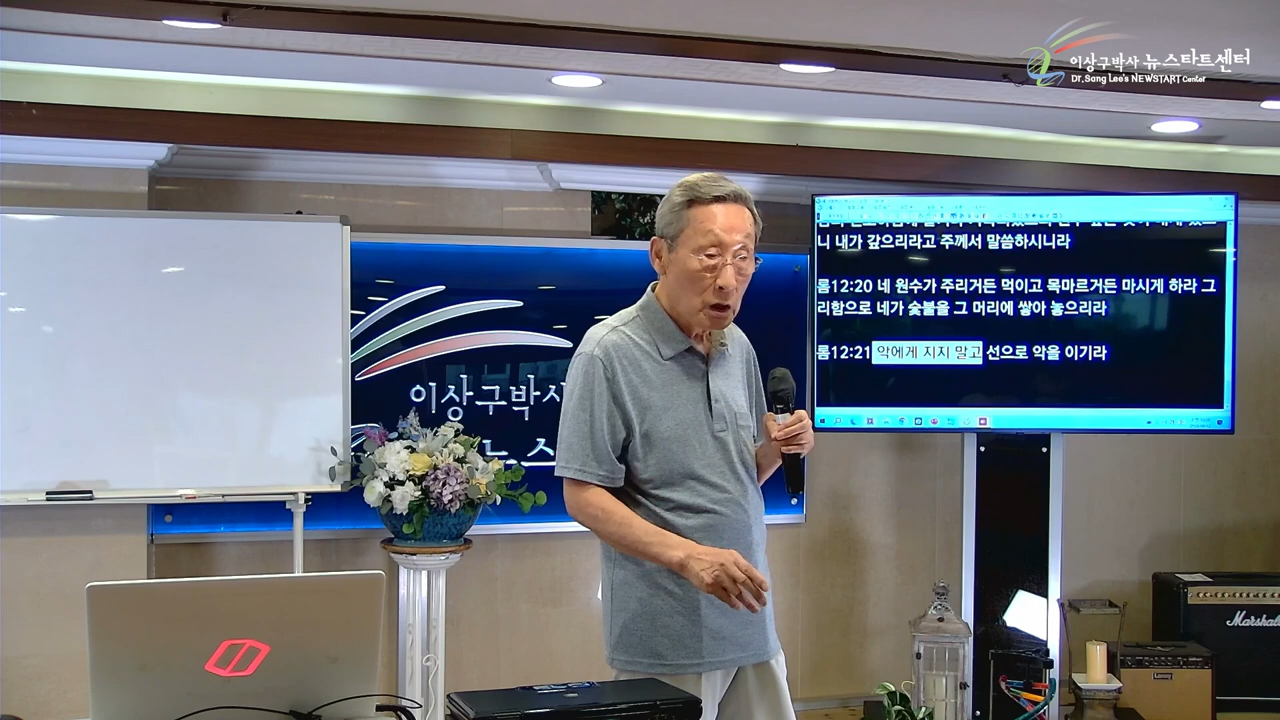 이상구박사 뉴스타트센터
Dr. Sang Lee's NEWSTART Center
니 내가 갚으리라고 주께서 말씀하시니라
롬12:20 네 원수가 주리거든 먹이고 목마르거든 마시게 하라 그
리함으로 네가 숯불을 그 머리에 쌓아 놓으리라
롬12:21 악에게 지지 말고 선으로 악을 이기라
이상구박사
뉴스
Marshall
Laney